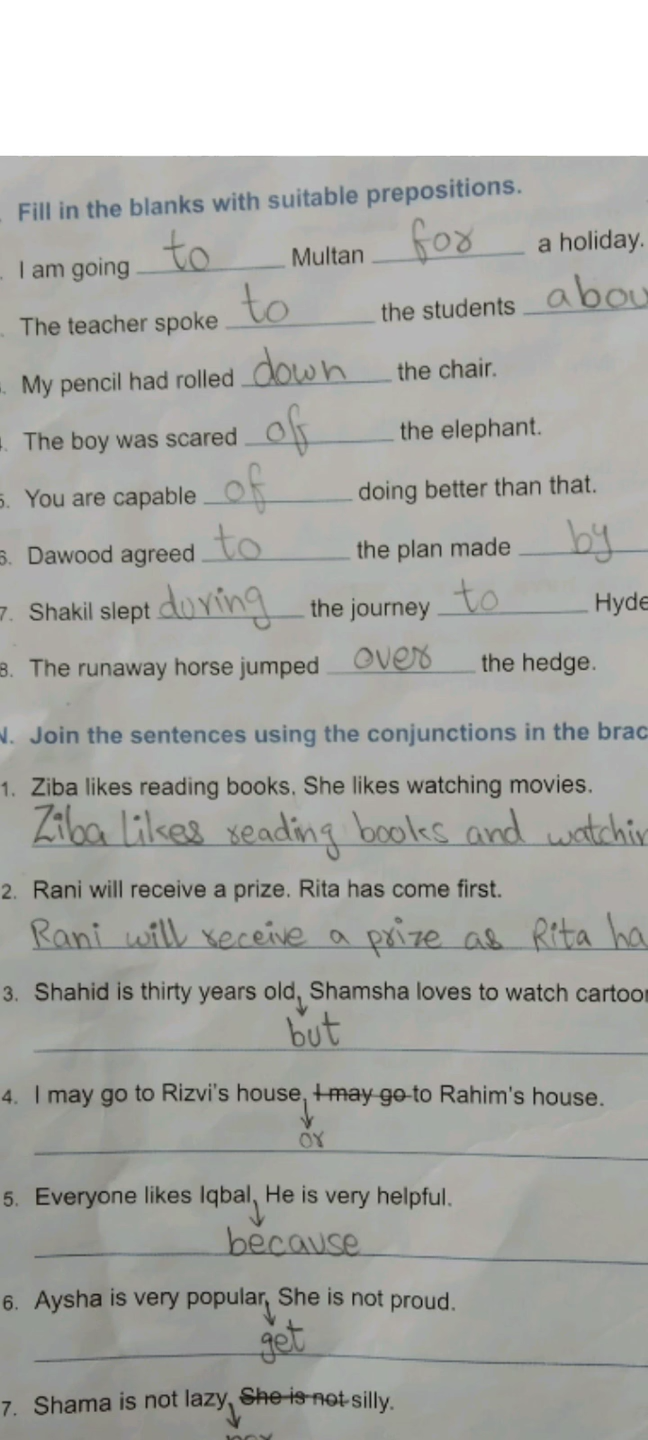 Fill in the blanks with suitable prepositions.
I am going to Multan for a holiday.
The teacher spoke to the students abou
My pencil had rolled down the chair.
The boy was scared of the elephant.
5. You are capable of doing better than that.
6. Dawood agreed to the plan made by
7. Shakil slept during the journey to Hyde
8. The runaway horse jumped over the hedge.
N. Join the sentences using the conjunctions in the brac
1. Ziba likes reading books. She likes watching movies.
Ziba likes reading books and watchin
2. Rani will receive a prize. Rita has come first.
Rani will receive a prize as Rita ha
3. Shahid is thirty years old, Shamsha loves to watch cartoon
but
4. I may go to Rizvi's house, I may go to Rahim's house.
or
5. Everyone likes Iqbal, He is very helpful.
because
6. Aysha is very popular, She is not proud.
get
7. Shama is not lazy, She is not silly.